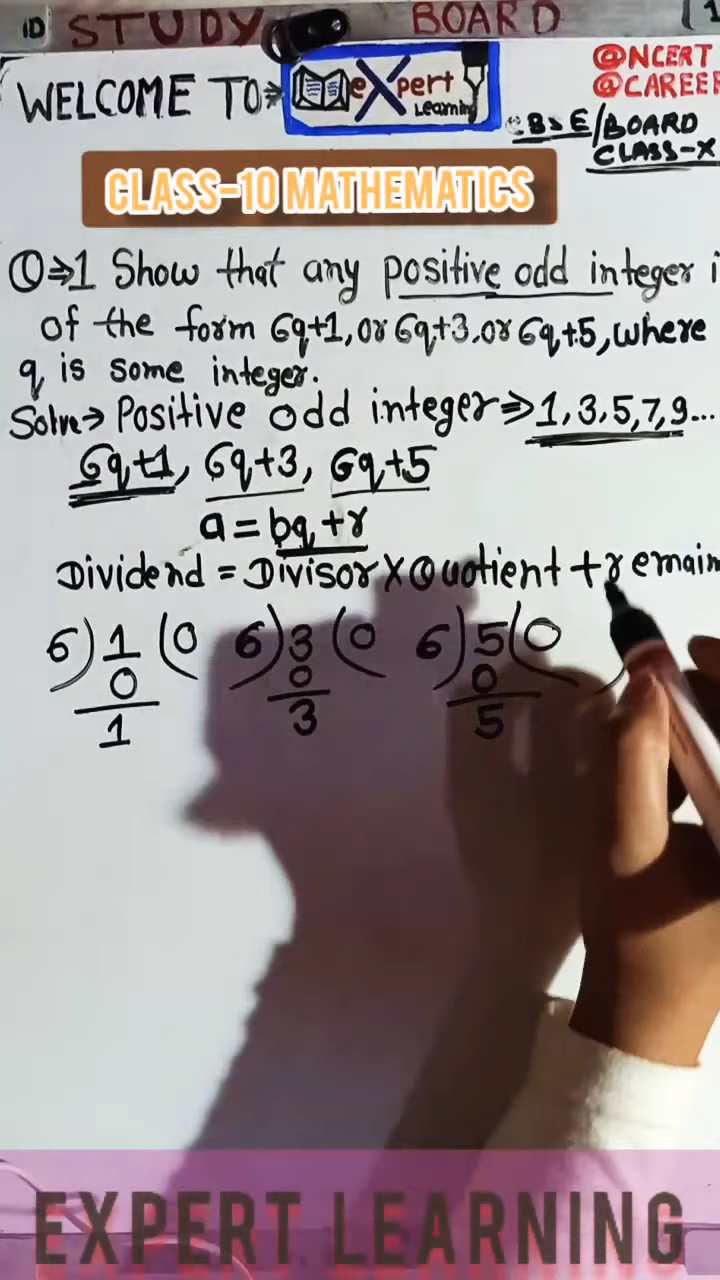 ID STUDY BOARD [1
WELCOME TO⇒ eXpert Learning
@NCERT
@CAREER
CBSE/BOARD
CLASS-X
CLASS-10 MATHEMATICS
Q⇒1 Show that any positive odd integer i
of the form 6q+1, or 6q+3, or 6q+5, where
q is some integer.
Solve→ Positive odd integer⇒1,3,5,7,9...
6q+1, 6q+3, 6q+5
a = bq+r
Dividend = Divisor × Quotient + remain
6) 1 (0 6) 3 (0 6) 5 (0
0 0 0
1 3 5
EXPERT LEARNING